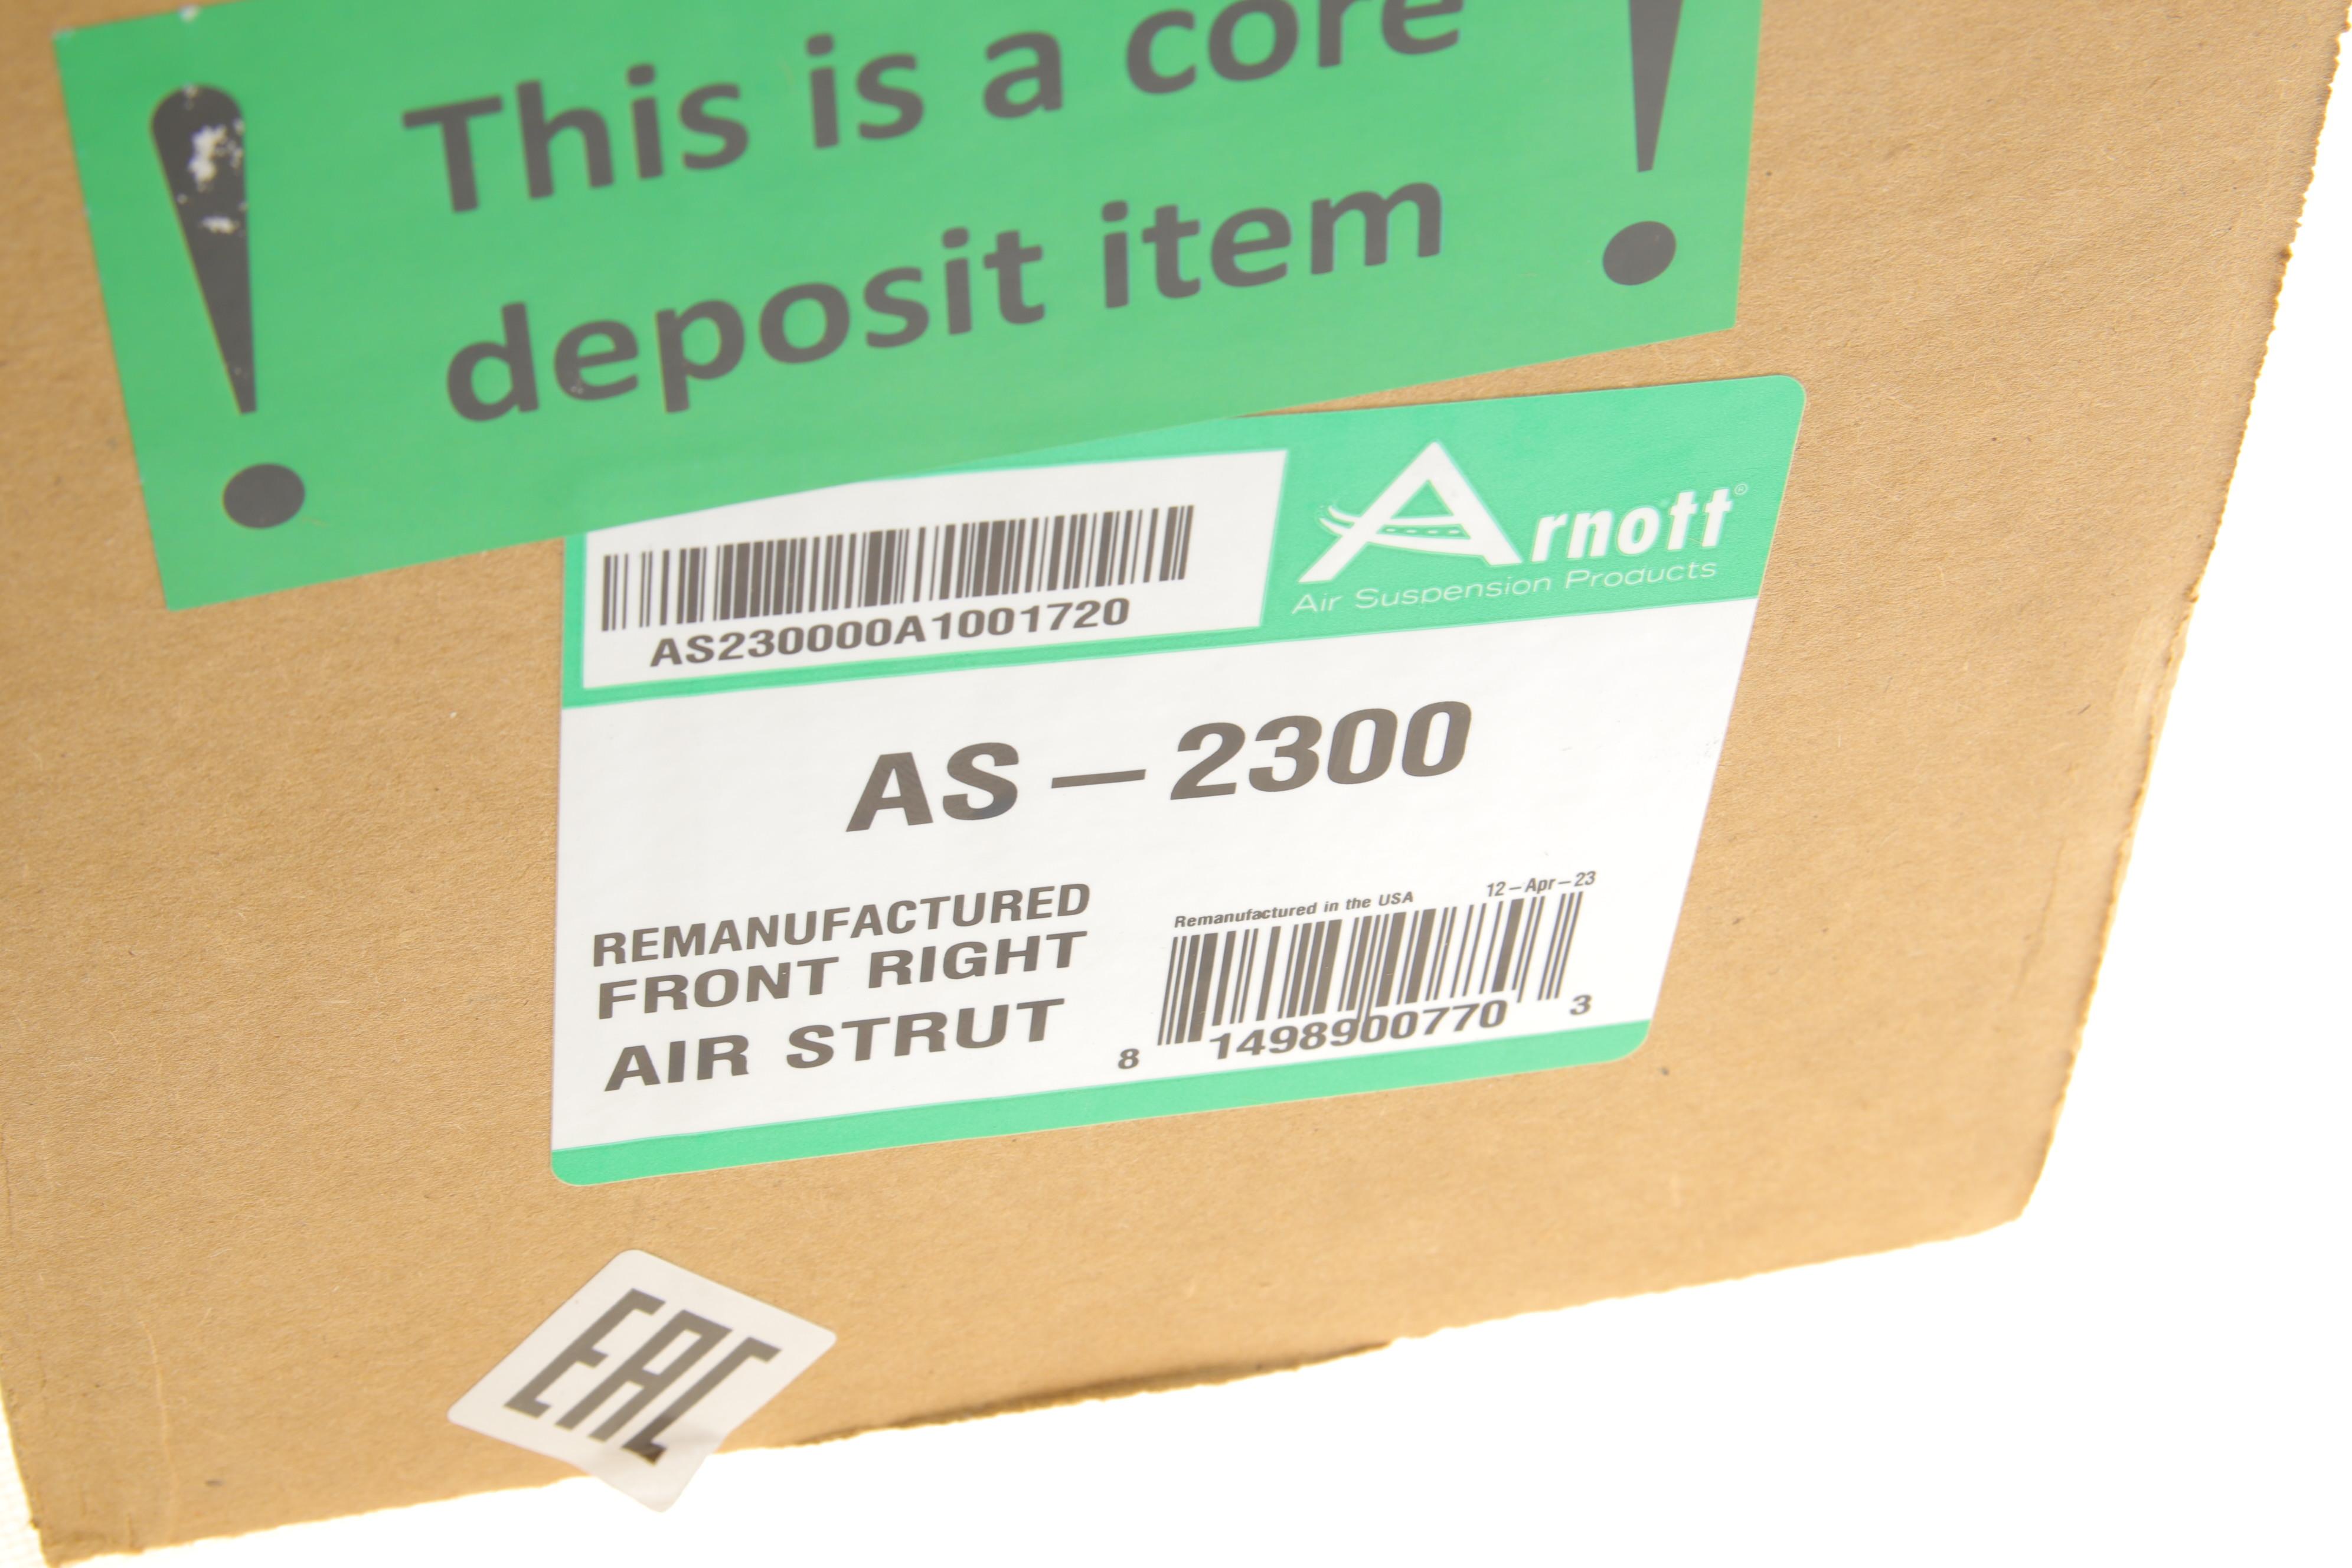 ! This is a core !
deposit item
Arnott®
Air Suspension Products
AS230000A1001720
AS-2300
REMANUFACTURED
FRONT RIGHT
AIR STRUT
Remanufactured in the USA 12-Apr-23
8 1498900770 3
EAC